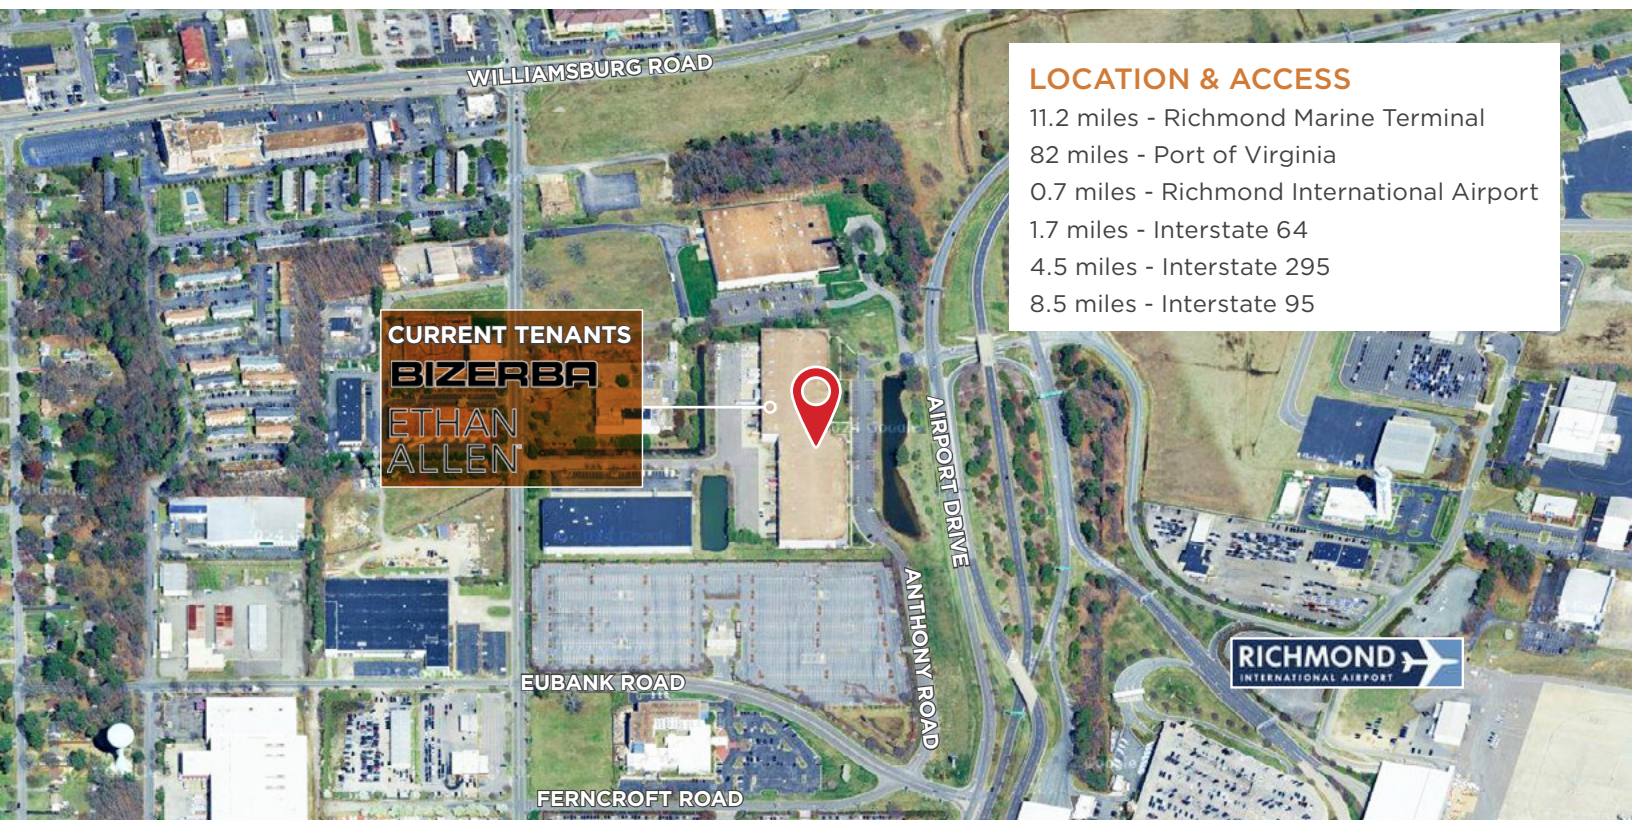 WILLIAMSBURG ROAD
LOCATION & ACCESS
11.2 miles - Richmond Marine Terminal
82 miles - Port of Virginia
0.7 miles - Richmond International Airport
1.7 miles - Interstate 64
4.5 miles - Interstate 295
8.5 miles - Interstate 95
CURRENT TENANTS
BIZERBA
ETHAN
ALLEN
AIRPORT DRIVE
ANTHONY ROAD
RICHMOND
INTERNATIONAL AIRPORT
EUBANK ROAD
FERNCROFT ROAD